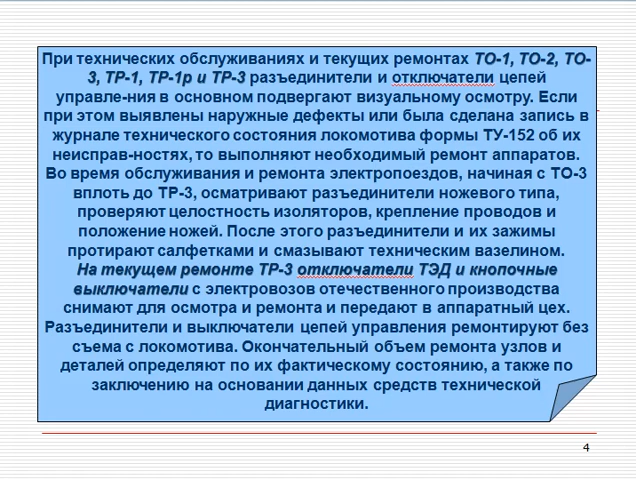 При технических обслуживаниях и текущих ремонтах ТО-1, ТО-2, ТО-
3, ТР-1, ТР-1р и ТР-3 разъединители и отключатели цепей
управле-ния в основном подвергают визуальному осмотру. Если
при этом выявлены наружные дефекты или была сделана запись в
журнале технического состояния локомотива формы ТУ-152 об их
неисправ-ностях, то выполняют необходимый ремонт аппаратов.
Во время обслуживания и ремонта электропоездов, начиная с ТО-3
вплоть до ТР-3, осматривают разъединители ножевого типа,
проверяют целостность изоляторов, крепление проводов и
положение ножей. После этого разъединители и их зажимы
протирают салфетками и смазывают техническим вазелином.
На текущем ремонте ТР-3 отключатели ТЭД и кнопочные
выключатели с электровозов отечественного производства
снимают для осмотра и ремонта и передают в аппаратный цех.
Разъединители и выключатели цепей управления ремонтируют без
съема с локомотива. Окончательный объем ремонта узлов и
деталей определяют по их фактическому состоянию, а также по
заключению на основании данных средств технической
диагностики.
4